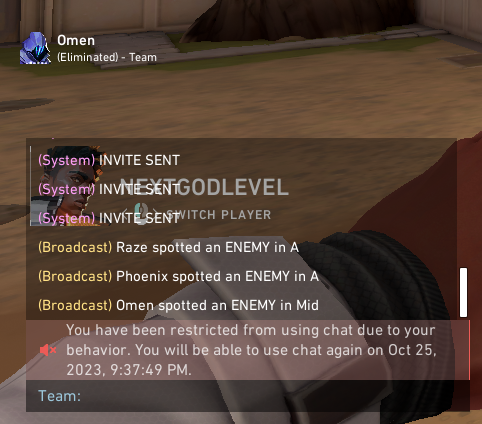 Omen
(Eliminated) - Team
(System) INVITE SENT
(System) INVITE SENT
NEXTGODLEVEL
(System) INVITE SENT
SWITCH PLAYER
(Broadcast) Raze spotted an ENEMY in A
(Broadcast) Phoenix spotted an ENEMY in A
(Broadcast) Omen spotted an ENEMY in Mid
You have been restricted from using chat due to your
behavior. You will be able to use chat again on Oct 25,
2023, 9:37:49 PM.
Team: